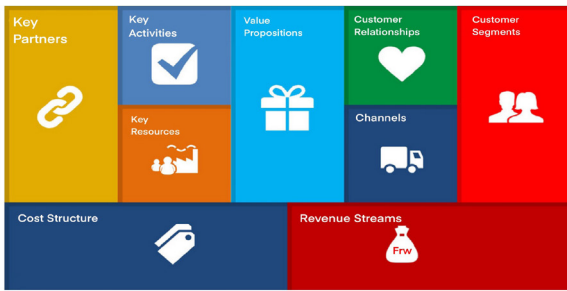 Key
Partners
Key
Activities
Key
Resources
Value
Propositions
Customer
Relationships
Channels
Customer
Segments
Cost Structure
Revenue Streams
Frw